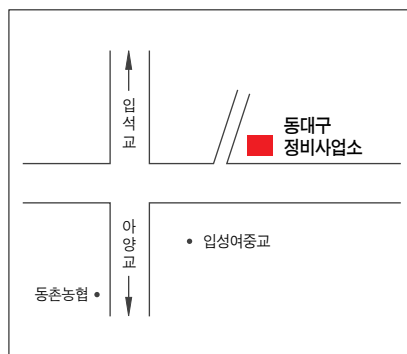 입석교
동대구
정비사업소
아양교
입성여중교
동촌농협